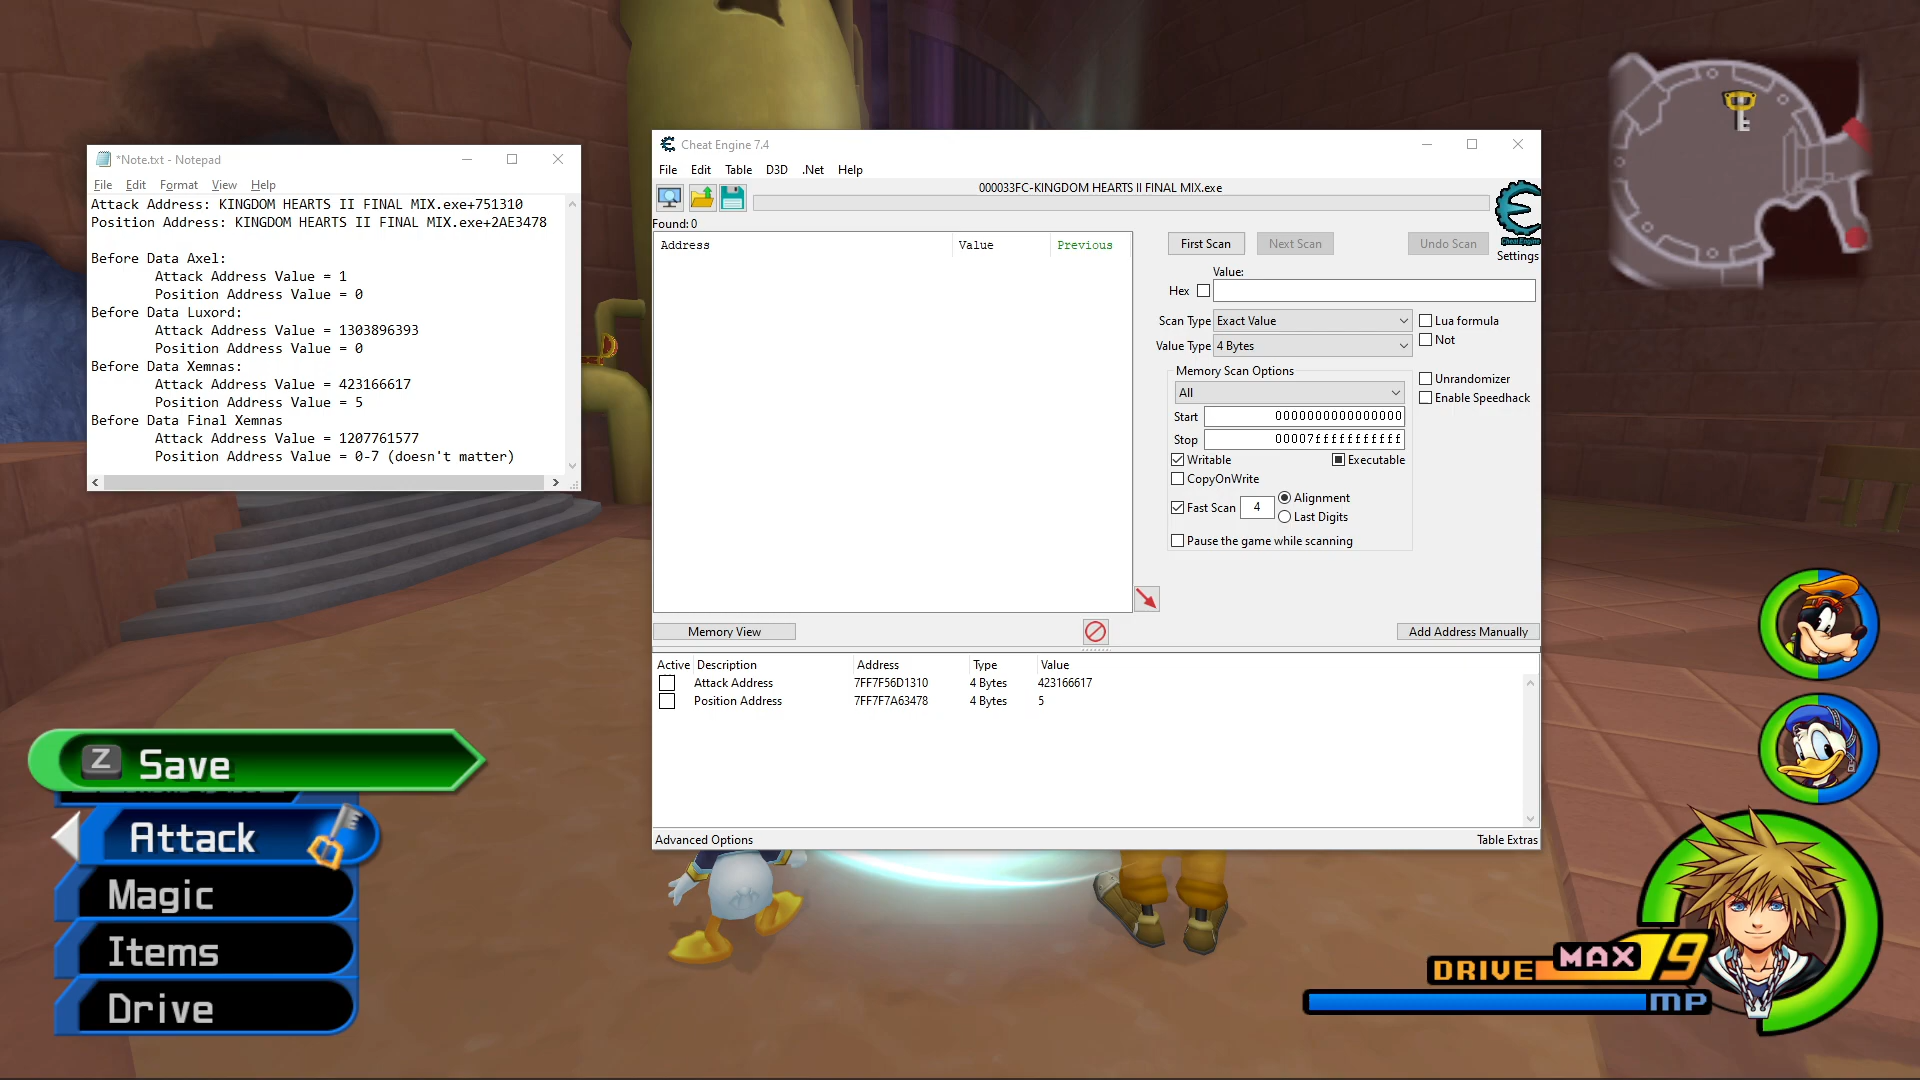 *Note.txt - Notepad
File Edit Format View Help
Attack Address: KINGDOM HEARTS II FINAL MIX.exe+751310
Position Address: KINGDOM HEARTS II FINAL MIX.exe+2AE3478
Before Data Axel:
Attack Address Value = 1
Position Address Value = 0
Before Data Luxord:
Attack Address Value = 1303896393
Position Address Value = 0
Before Data Xemnas:
Attack Address Value = 423166617
Position Address Value = 5
Before Data Final Xemnas
Attack Address Value = 1207761577
Position Address Value = 0-7 (doesn't matter)
Cheat Engine 7.4
File Edit Table D3D .Net Help
000033FC-KINGDOM HEARTS II FINAL MIX.exe
Found: 0
Address Value Previous
First Scan Next Scan Undo Scan
Cheat Engine
Settings
Value:
Hex
Scan Type Exact Value
Lua formula
Value Type 4 Bytes
Not
Memory Scan Options
All
Unrandomizer
Enable Speedhack
Start 0000000000000000
Stop 00007fffffffffff
Writable Executable
CopyOnWrite
Fast Scan 4 Alignment
Last Digits
Pause the game while scanning
Memory View Add Address Manually
Active Description Address Type Value
Attack Address 7FF7F56D1310 4 Bytes 423166617
Position Address 7FF7F7A63478 4 Bytes 5
Advanced Options Table Extras
Z Save
Attack
Magic
Items
Drive
DRIVE MAX 9
MP